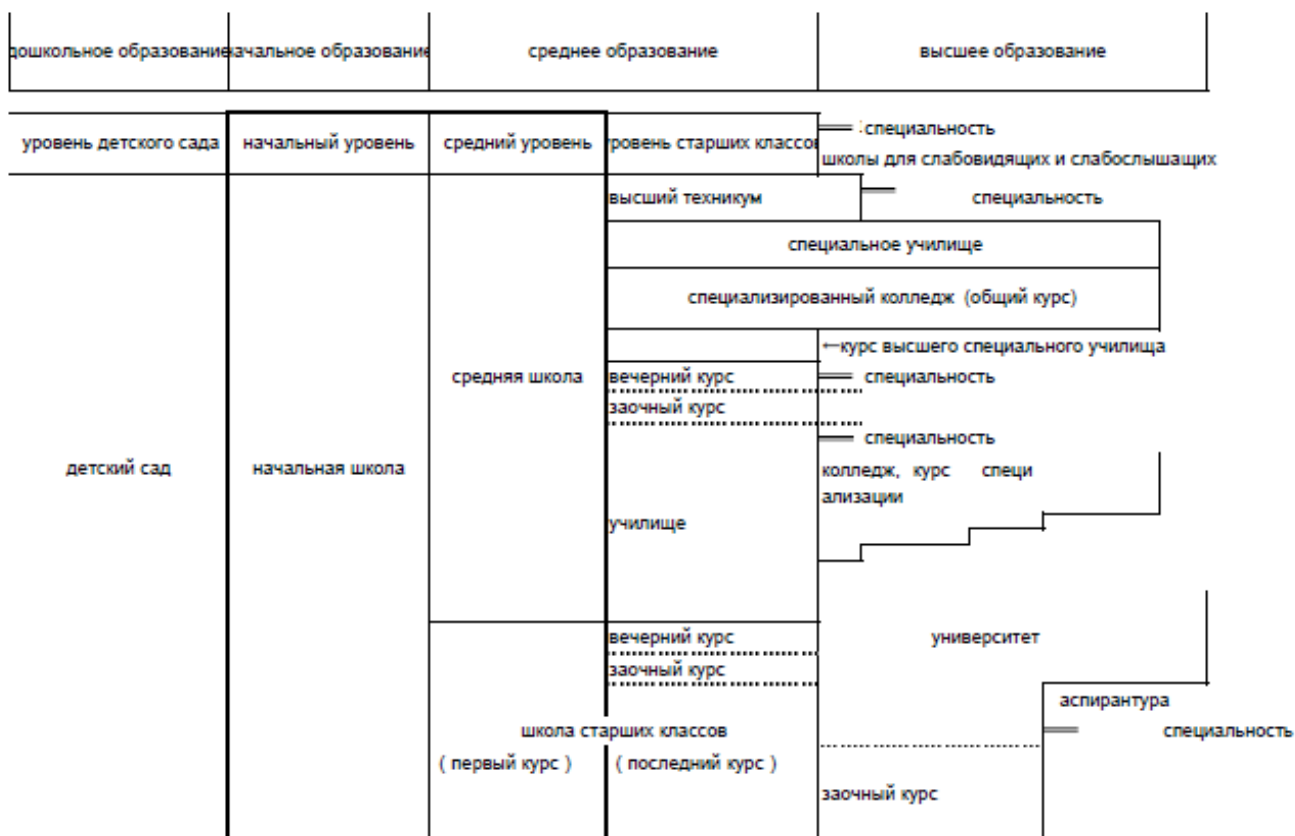 дошкольное образование начальное образование среднее образование высшее образование
: специальность
уровень детского сада начальный уровень средний уровень уровень старших классов
школы для слабовидящих и слабослышащих
высший техникум специальность
специальное училище
специализированный колледж (общий курс)
←курс высшего специального училища
средняя школа вечерний курс специальность
заочный курс
специальность
детский сад начальная школа колледж, курс специ
ализации
училище
вечерний курс университет
заочный курс
аспирантура
школа старших классов специальность
( первый курс ) ( последний курс )
заочный курс